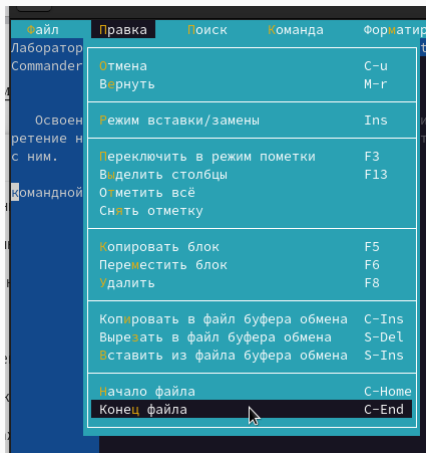 Файл Правка Поиск Команда Формати
Лаборатор
Commander
Отмена C-u
Вернуть M-r
Освоен
Режим вставки/замены Ins
ретение н
с ним.
Переключить в режим пометки F3
Выделить столбцы F13
Отметить всё
командной
Снять отметку
Копировать блок F5
Переместить блок F6
Удалить F8
Копировать в файл буфера обмена C-Ins
Вырезать в файл буфера обмена S-Del
Вставить из файла буфера обмена S-Ins
Начало файла C-Home
Конец файла C-End